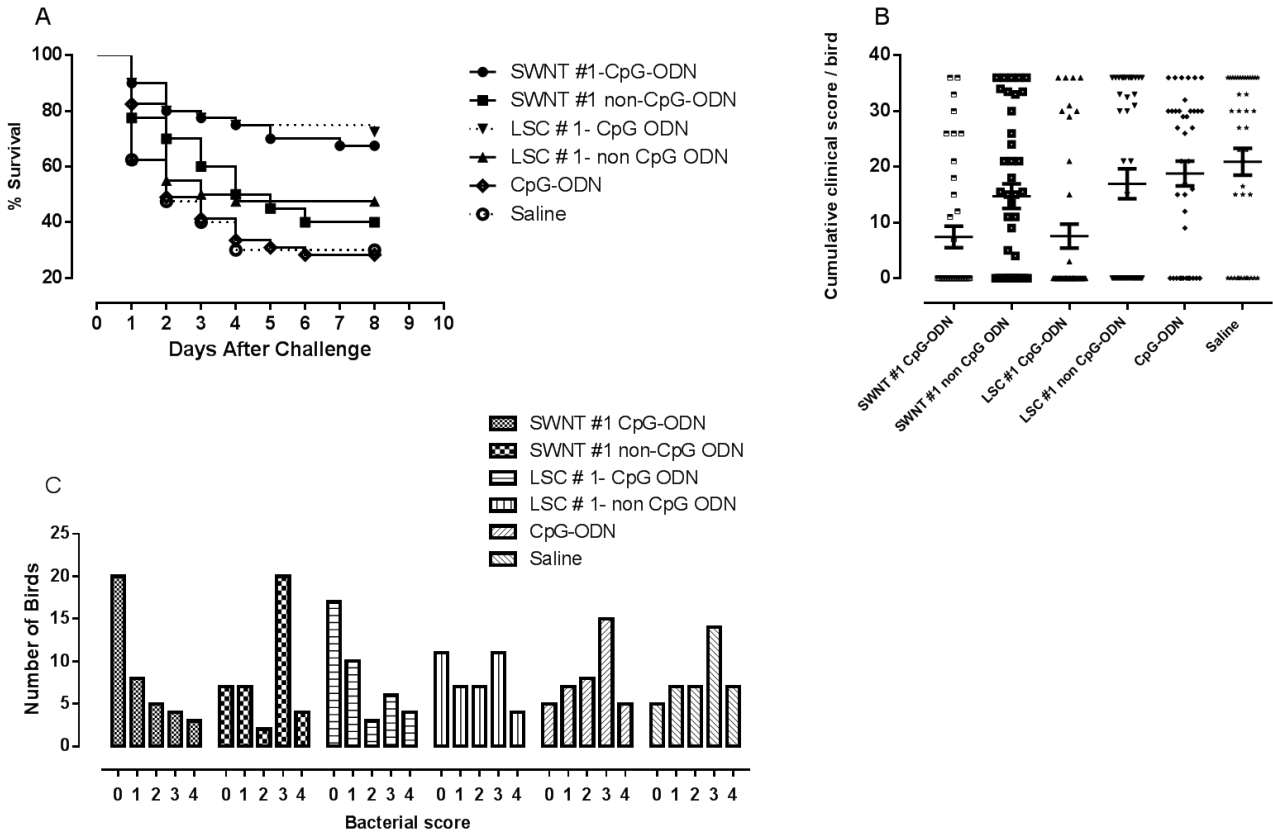 A
% Survival
100
80
60
40
20
0 1 2 3 4 5 6 7 8 9 10
Days After Challenge
SWNT #1-CpG-ODN
SWNT #1 non-CpG-ODN
LSC # 1- CpG ODN
LSC # 1- non CpG ODN
CpG-ODN
Saline
B
Cumulative clinical score / bird
40
30
20
10
0
SWNT #1 CpG-ODN
SWNT #1 non CpG ODN
LSC #1 CpG-ODN
LSC #1 non CpG-ODN
CpG-ODN
Saline
C
SWNT #1 CpG-ODN
SWNT #1 non-CpG ODN
LSC # 1- CpG ODN
LSC # 1- non CpG ODN
CpG-ODN
Saline
Number of Birds
25
20
15
10
5
0
0 1 2 3 4 0 1 2 3 4 0 1 2 3 4 0 1 2 3 4 0 1 2 3 4 0 1 2 3 4
Bacterial score